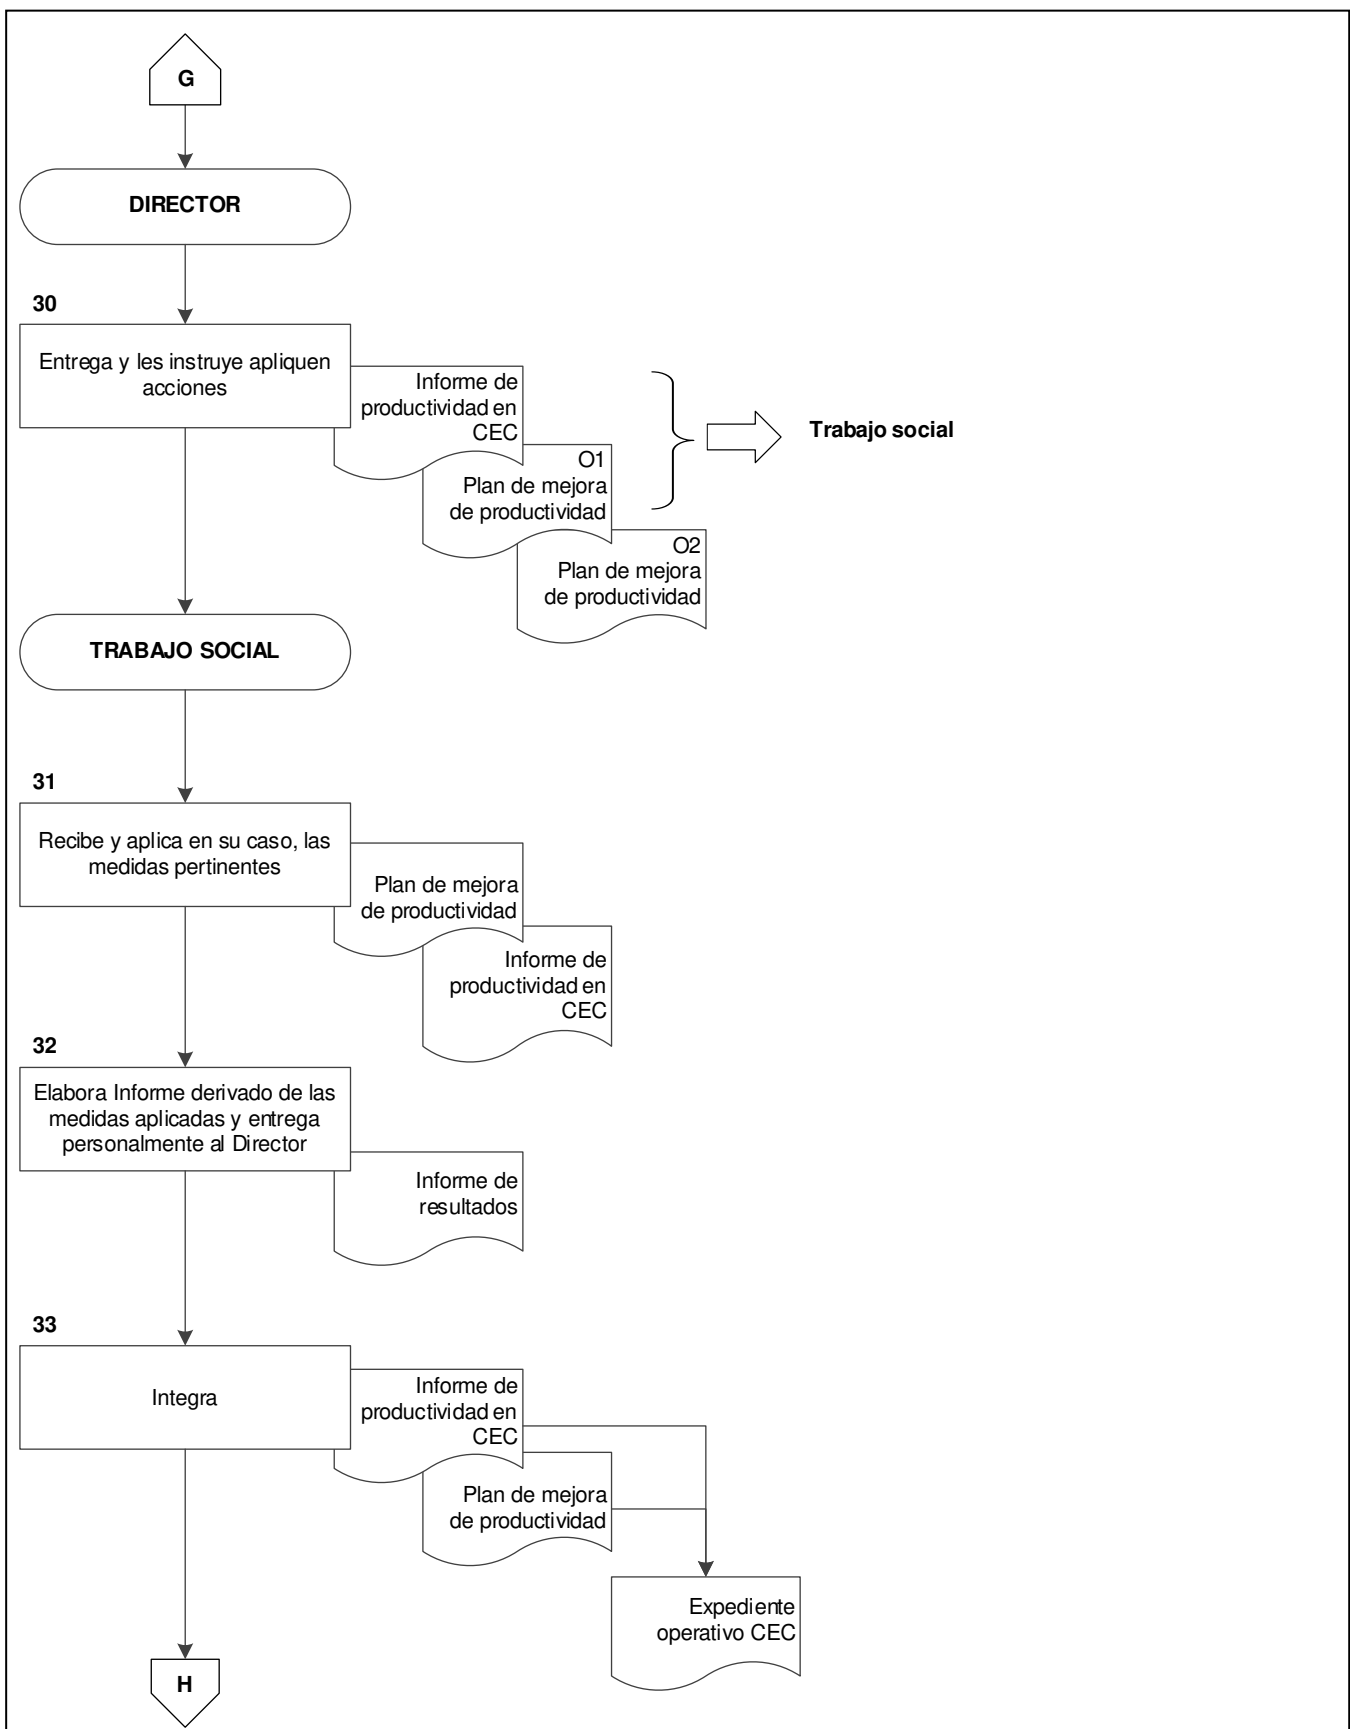 G
DIRECTOR
30
Entrega y les instruye apliquen
acciones
Informe de
productividad en
CEC
O1
Plan de mejora
de productividad
O2
Plan de mejora
de productividad
Trabajo social
TRABAJO SOCIAL
31
Recibe y aplica en su caso, las
medidas pertinentes
Plan de mejora
de productividad
Informe de
productividad en
CEC
32
Elabora Informe derivado de las
medidas aplicadas y entrega
personalmente al Director
Informe de
resultados
33
Integra
Informe de
productividad en
CEC
Plan de mejora
de productividad
Expediente
operativo CEC
H